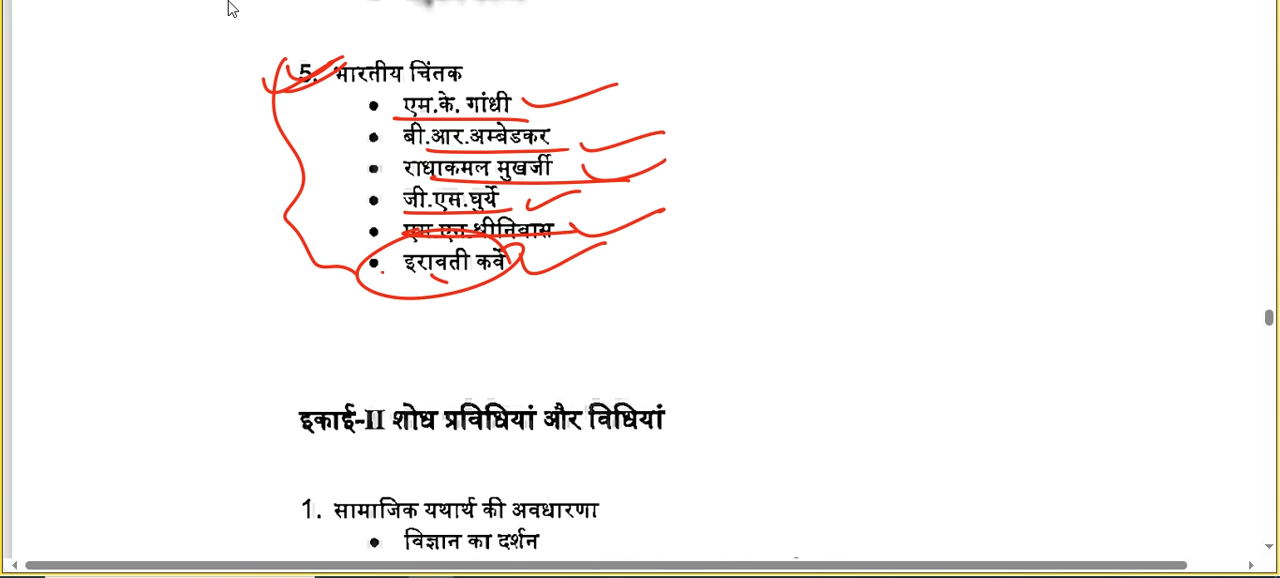 5. भारतीय चिंतक
• एम.के. गांधी
• बी.आर.अम्बेडकर
• राधाकमल मुखर्जी
• जी.एस.घुर्ये
• एम.एन.श्रीनिवास
• इरावती कर्वे
इकाई-II शोध प्रविधियां और विधियां
1. सामाजिक यथार्य की अवधारणा
• विज्ञान का दर्शन